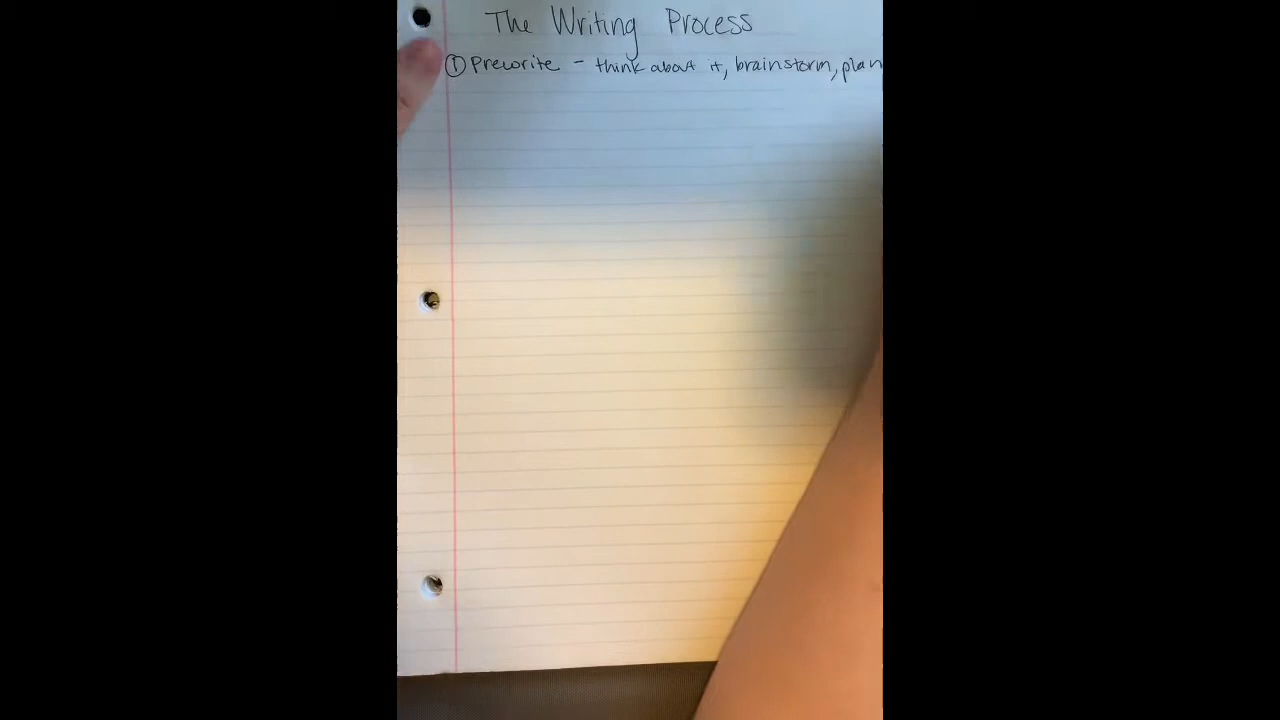 The Writing Process
① Prewrite - think about it, brainstorm, plan